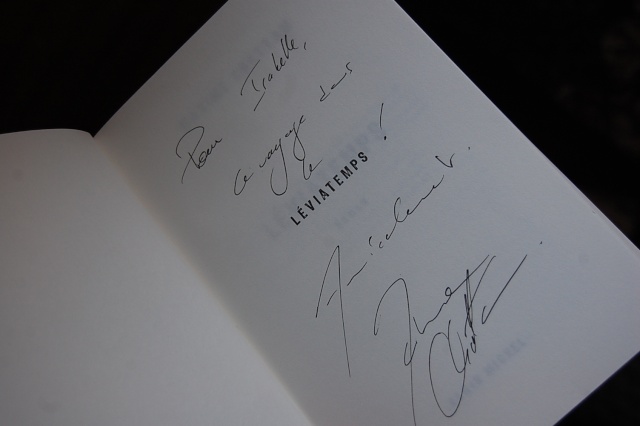 Pour Isabelle,
ce voyage dans
le
LÉVIATEMPS !
Amicalement.